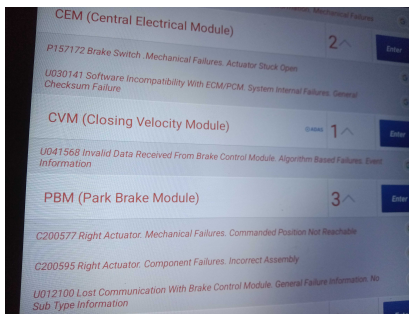 Mechanical Failures
CEM (Central Electrical Module)
2
Enter
P157172 Brake Switch .Mechanical Failures. Actuator Stuck Open
U030141 Software Incompatibility With ECM/PCM. System Internal Failures. General
Checksum Failure
CVM (Closing Velocity Module)
1
Enter
U041568 Invalid Data Received From Brake Control Module. Algorithm Based Failures. Event
Information
PBM (Park Brake Module)
3
Enter
C200577 Right Actuator. Mechanical Failures. Commanded Position Not Reachable
C200595 Right Actuator. Component Failures. Incorrect Assembly
U012100 Lost Communication With Brake Control Module. General Failure Information. No
Sub Type Information